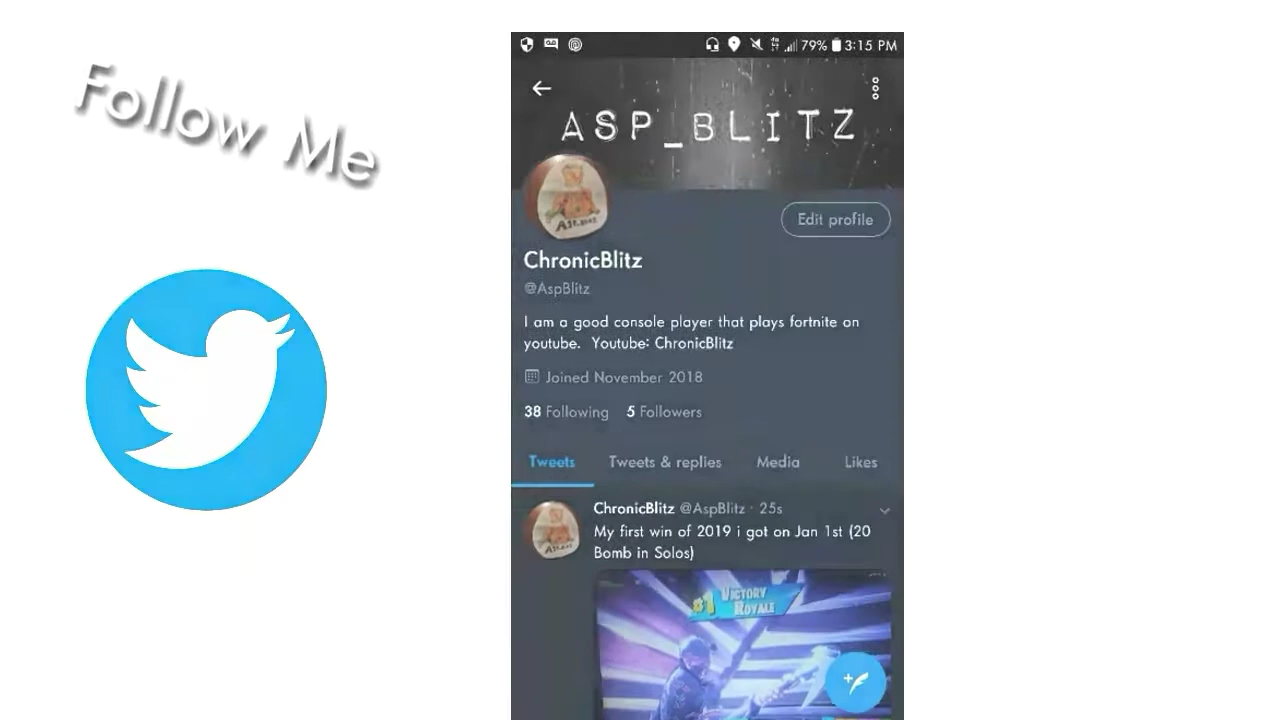 Follow Me
79% 3:15 PM
ASP_BLITZ
Edit profile
ChronicBlitz
@AspBlitz
I am a good console player that plays fortnite on
youtube. Youtube: ChronicBlitz
Joined November 2018
38 Following 5 Followers
Tweets Tweets & replies Media Likes
ChronicBlitz @AspBlitz · 25s
My first win of 2019 i got on Jan 1st (20
Bomb in Solos)
#1 VICTORY
ROYALE